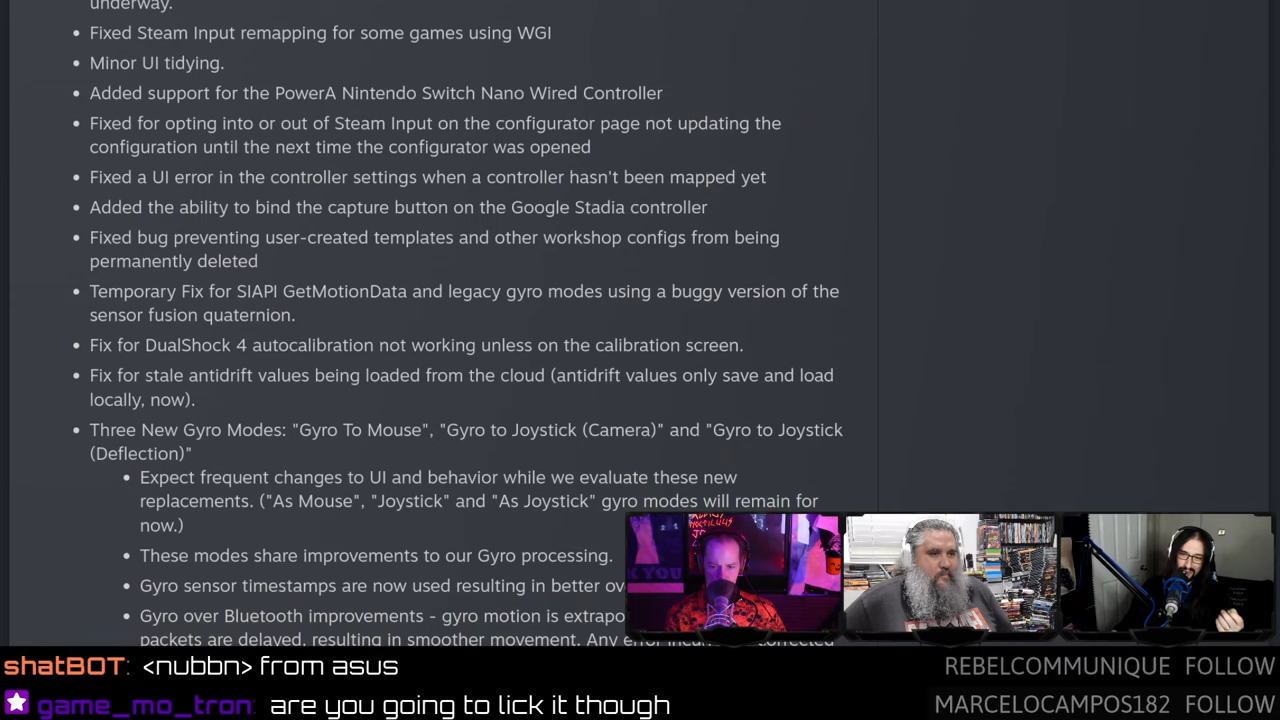 underway.
Fixed Steam Input remapping for some games using WGI
Minor UI tidying.
Added support for the PowerA Nintendo Switch Nano Wired Controller
Fixed for opting into or out of Steam Input on the configurator page not updating the
configuration until the next time the configurator was opened
Fixed a UI error in the controller settings when a controller hasn't been mapped yet
Added the ability to bind the capture button on the Google Stadia controller
Fixed bug preventing user-created templates and other workshop configs from being
permanently deleted
Temporary Fix for SIAPI GetMotionData and legacy gyro modes using a buggy version of the
sensor fusion quaternion.
Fix for DualShock 4 autocalibration not working unless on the calibration screen.
Fix for stale antidrift values being loaded from the cloud (antidrift values only save and load
locally, now).
Three New Gyro Modes: "Gyro To Mouse", "Gyro to Joystick (Camera)" and "Gyro to Joystick
(Deflection)"
Expect frequent changes to UI and behavior while we evaluate these new
replacements. ("As Mouse", "Joystick" and "As Joystick" gyro modes will remain for
now.)
These modes share improvements to our Gyro processing.
Gyro sensor timestamps are now used resulting in better
Gyro over Bluetooth improvements - gyro motion is
packets are delayed, resulting in smoother movement. Any
shatBOT: <nubbn> from asus
game_mo_tron: are you going to lick it though
REBELCOMMUNIQUE FOLLOW
MARCELOCAMPOS182 FOLLOW